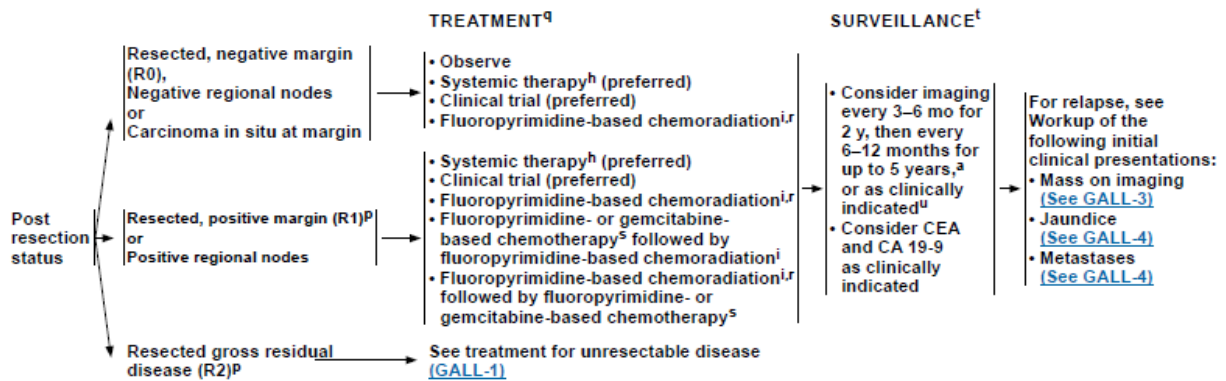 TREATMENTq
SURVEILLANCEt
Post
resection
status
Resected, negative margin
(R0),
Negative regional nodes
or
Carcinoma in situ at margin
• Observe
• Systemic therapyh (preferred)
• Clinical trial (preferred)
• Fluoropyrimidine-based chemoradiationi,r
Resected, positive margin (R1)p
or
Positive regional nodes
• Systemic therapyh (preferred)
• Clinical trial (preferred)
• Fluoropyrimidine-based chemoradiationi,r
• Fluoropyrimidine- or gemcitabine-
based chemotherapys followed by
fluoropyrimidine-based chemoradiationi
• Fluoropyrimidine-based chemoradiationi,r
followed by fluoropyrimidine- or
gemcitabine-based chemotherapys
Resected gross residual
disease (R2)p
See treatment for unresectable disease
(GALL-1)
• Consider imaging
every 3–6 mo for
2 y, then every
6–12 months for
up to 5 years,a
or as clinically
indicatedu
• Consider CEA
and CA 19-9
as clinically
indicated
For relapse, see
Workup of the
following initial
clinical presentations:
• Mass on imaging
(See GALL-3)
• Jaundice
(See GALL-4)
• Metastases
(See GALL-4)